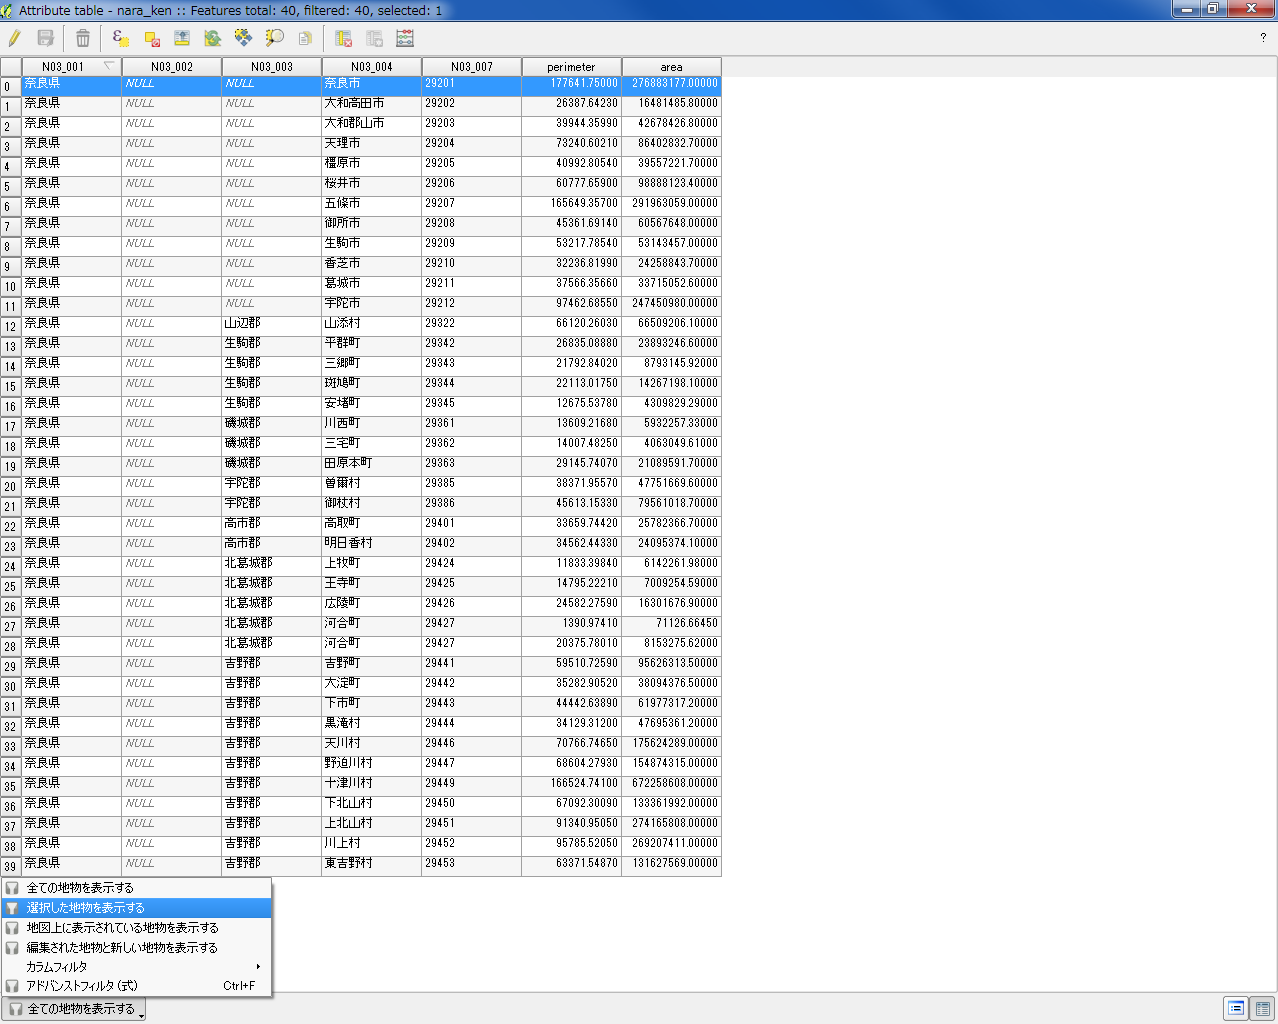 Attribute table - nara_ken :: Features total: 40, filtered: 40, selected: 1
?
N03_001 N03_002 N03_003 N03_004 N03_007 perimeter area
0 奈良県 NULL NULL 奈良市 29201 177641.75000 276883177.00000
1 奈良県 NULL NULL 大和高田市 29202 26387.64230 16481485.80000
2 奈良県 NULL NULL 大和郡山市 29203 39944.35990 42678426.80000
3 奈良県 NULL NULL 天理市 29204 73240.60210 86402832.70000
4 奈良県 NULL NULL 橿原市 29205 40992.80540 39557221.70000
5 奈良県 NULL NULL 桜井市 29206 60777.65900 98888123.40000
6 奈良県 NULL NULL 五條市 29207 165649.35700 291963059.00000
7 奈良県 NULL NULL 御所市 29208 45361.69140 60567648.00000
8 奈良県 NULL NULL 生駒市 29209 53217.78540 53143457.00000
9 奈良県 NULL NULL 香芝市 29210 32236.81990 24258843.70000
10 奈良県 NULL NULL 葛城市 29211 37566.35660 33715052.60000
11 奈良県 NULL NULL 宇陀市 29212 97462.68550 247450980.00000
12 奈良県 NULL 山辺郡 山添村 29322 66120.26030 66509206.10000
13 奈良県 NULL 生駒郡 平群町 29342 26835.08880 23893246.60000
14 奈良県 NULL 生駒郡 三郷町 29343 21792.84020 8793145.92000
15 奈良県 NULL 生駒郡 斑鳩町 29344 22113.01750 14267198.10000
16 奈良県 NULL 生駒郡 安堵町 29345 12675.53780 4309829.29000
17 奈良県 NULL 磯城郡 川西町 29361 13609.21680 5932257.33000
18 奈良県 NULL 磯城郡 三宅町 29362 14007.48250 4063049.61000
19 奈良県 NULL 磯城郡 田原本町 29363 29145.74070 21089591.70000
20 奈良県 NULL 宇陀郡 曽爾村 29385 38371.95570 47751669.60000
21 奈良県 NULL 宇陀郡 御杖村 29386 45613.15330 79561018.70000
22 奈良県 NULL 高市郡 高取町 29401 33659.74420 25782366.70000
23 奈良県 NULL 高市郡 明日香村 29402 34562.44330 24095374.10000
24 奈良県 NULL 北葛城郡 上牧町 29424 11833.39840 6142261.98000
25 奈良県 NULL 北葛城郡 王寺町 29425 14795.22210 7009254.59000
26 奈良県 NULL 北葛城郡 広陵町 29426 24582.27590 16301676.90000
27 奈良県 NULL 北葛城郡 河合町 29427 1390.97410 71126.66450
28 奈良県 NULL 北葛城郡 河合町 29427 20375.78010 8153275.62000
29 奈良県 NULL 吉野郡 吉野町 29441 59510.72590 95626313.50000
30 奈良県 NULL 吉野郡 大淀町 29442 35282.90520 38094376.50000
31 奈良県 NULL 吉野郡 下市町 29443 44442.63890 61977317.20000
32 奈良県 NULL 吉野郡 黒滝村 29444 34129.31200 47695361.20000
33 奈良県 NULL 吉野郡 天川村 29446 70766.74650 175624289.00000
34 奈良県 NULL 吉野郡 野迫川村 29447 68604.27930 154874315.00000
35 奈良県 NULL 吉野郡 十津川村 29449 166524.74100 672258608.00000
36 奈良県 NULL 吉野郡 下北山村 29450 67092.30090 133361992.00000
37 奈良県 NULL 吉野郡 上北山村 29451 91340.95050 274165808.00000
38 奈良県 NULL 吉野郡 川上村 29452 95785.52050 269207411.00000
39 奈良県 NULL 吉野郡 東吉野村 29453 63371.54870 131627569.00000
全ての地物を表示する
選択した地物を表示する
地図上に表示されている地物を表示する
編集された地物と新しい地物を表示する
カラムフィルタ
アドバンストフィルタ(式) Ctrl+F
全ての地物を表示する